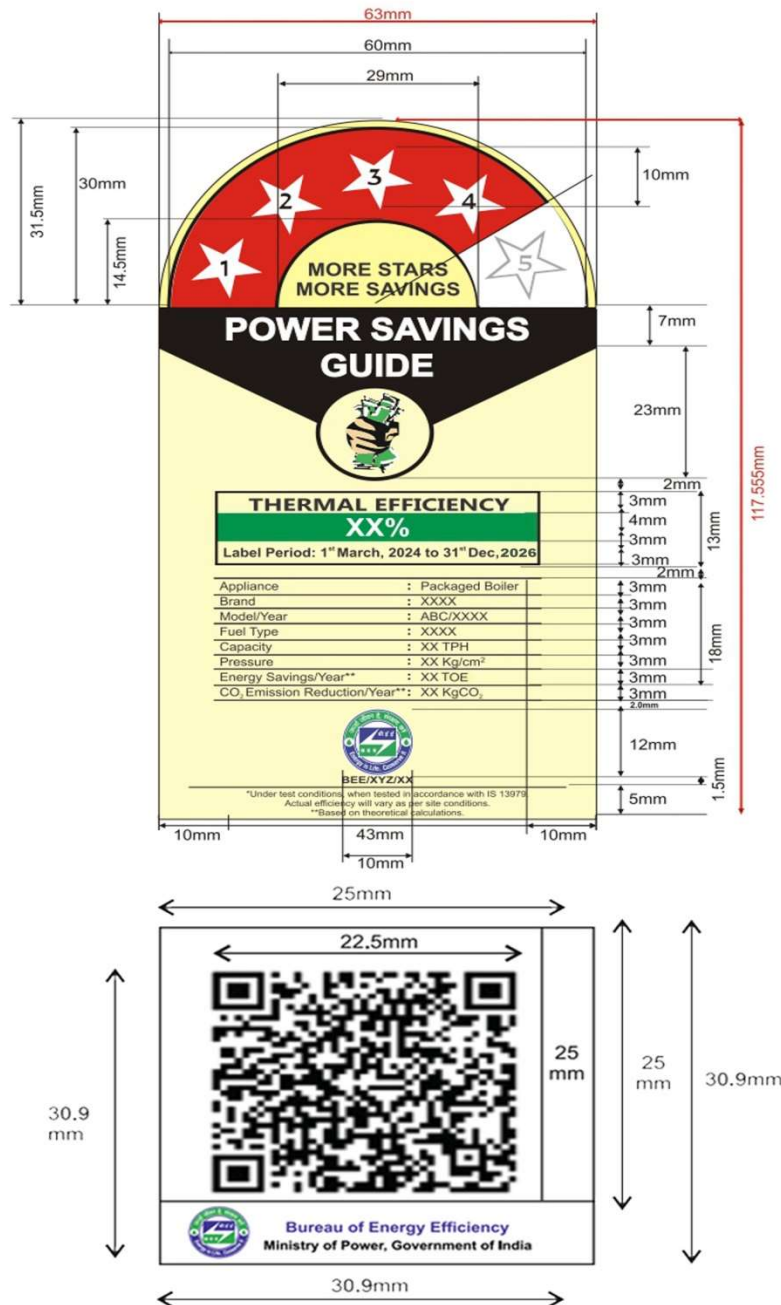 63mm
60mm
29mm
31.5mm
30mm
14.5mm
10mm
1
2
3
4
5
MORE STARS
MORE SAVINGS
POWER SAVINGS
GUIDE
7mm
23mm
117.555mm
2mm
THERMAL EFFICIENCY
XX%
Label Period: 1st March, 2024 to 31st Dec,2026
3mm
4mm
3mm
3mm
13mm
2mm
Appliance : Packaged Boiler 3mm
Brand : XXXX 3mm
Model/Year : ABC/XXXX 3mm
Fuel Type : XXXX 3mm
Capacity : XX TPH 3mm
Pressure : XX Kg/cm² 3mm
Energy Savings/Year** : XX TOE 3mm
CO₂ Emission Reduction/Year**: XX KgCO₂ 3mm
18mm
2.0mm
BEE
Energy is Life, Conserve it
12mm
BEE/XYZ/XX
1.5mm
*Under test conditions, when tested in accordance with IS 13979
Actual efficiency will vary as per site conditions.
**Based on theoretical calculations.
5mm
10mm 43mm 10mm
10mm
25mm
22.5mm
30.9
mm
25
mm
25
mm
30.9mm
Bureau of Energy Efficiency
Ministry of Power, Government of India
30.9mm